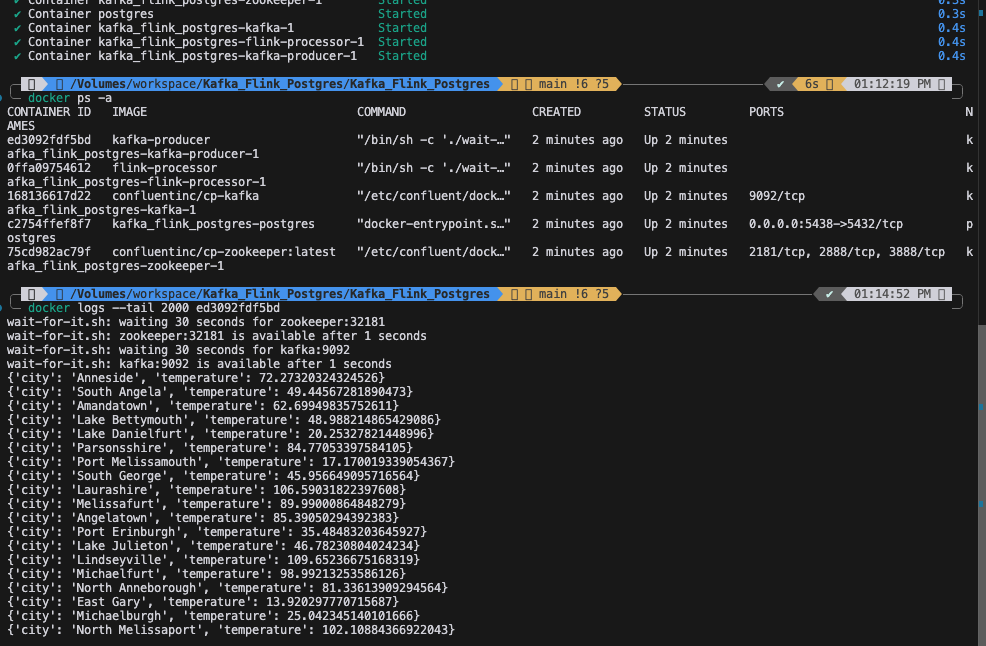 ✔ Container kafka_flink_postgres-zookeeper-1 Started 0.3s
✔ Container postgres Started 0.3s
✔ Container kafka_flink_postgres-kafka-1 Started 0.4s
✔ Container kafka_flink_postgres-flink-processor-1 Started 0.4s
✔ Container kafka_flink_postgres-kafka-producer-1 Started 0.4s
/Volumes/workspace/Kafka_Flink_Postgres/Kafka_Flink_Postgres main !6 ?5 ✔ 6s 01:12:19 PM
docker ps -a
CONTAINER ID IMAGE COMMAND CREATED STATUS PORTS N
AMES
ed3092fdf5bd kafka-producer "/bin/sh -c './wait-…" 2 minutes ago Up 2 minutes k
afka_flink_postgres-kafka-producer-1
0ffa09754612 flink-processor "/bin/sh -c './wait-…" 2 minutes ago Up 2 minutes k
afka_flink_postgres-flink-processor-1
168136617d22 confluentinc/cp-kafka "/etc/confluent/dock…" 2 minutes ago Up 2 minutes 9092/tcp k
afka_flink_postgres-kafka-1
c2754ffef8f7 kafka_flink_postgres-postgres "docker-entrypoint.s…" 2 minutes ago Up 2 minutes 0.0.0.0:5438->5432/tcp p
ostgres
75cd982ac79f confluentinc/cp-zookeeper:latest "/etc/confluent/dock…" 2 minutes ago Up 2 minutes 2181/tcp, 2888/tcp, 3888/tcp k
afka_flink_postgres-zookeeper-1
/Volumes/workspace/Kafka_Flink_Postgres/Kafka_Flink_Postgres main !6 ?5 ✔ 01:14:52 PM
docker logs --tail 2000 ed3092fdf5bd
wait-for-it.sh: waiting 30 seconds for zookeeper:32181
wait-for-it.sh: zookeeper:32181 is available after 1 seconds
wait-for-it.sh: waiting 30 seconds for kafka:9092
wait-for-it.sh: kafka:9092 is available after 1 seconds
{'city': 'Anneside', 'temperature': 72.27320324324526}
{'city': 'South Angela', 'temperature': 49.44567281890473}
{'city': 'Amandatown', 'temperature': 62.69949835752611}
{'city': 'Lake Bettymouth', 'temperature': 48.988214865429086}
{'city': 'Lake Danielfurt', 'temperature': 20.25327821448996}
{'city': 'Parsonsshire', 'temperature': 84.77053397584105}
{'city': 'Port Melissamouth', 'temperature': 17.170019339054367}
{'city': 'South George', 'temperature': 45.956649095716564}
{'city': 'Laurashire', 'temperature': 106.59031822397608}
{'city': 'Melissafurt', 'temperature': 89.99000864848279}
{'city': 'Angelatown', 'temperature': 85.39050294392383}
{'city': 'Port Erinburgh', 'temperature': 35.48483203645927}
{'city': 'Lake Julieton', 'temperature': 46.78230804024234}
{'city': 'Lindseyville', 'temperature': 109.65236675168319}
{'city': 'Michaelfurt', 'temperature': 98.99213253586126}
{'city': 'North Anneborough', 'temperature': 81.33613909294564}
{'city': 'East Gary', 'temperature': 13.920297770715687}
{'city': 'Michaelburgh', 'temperature': 25.042345140101666}
{'city': 'North Melissaport', 'temperature': 102.10884366922043}